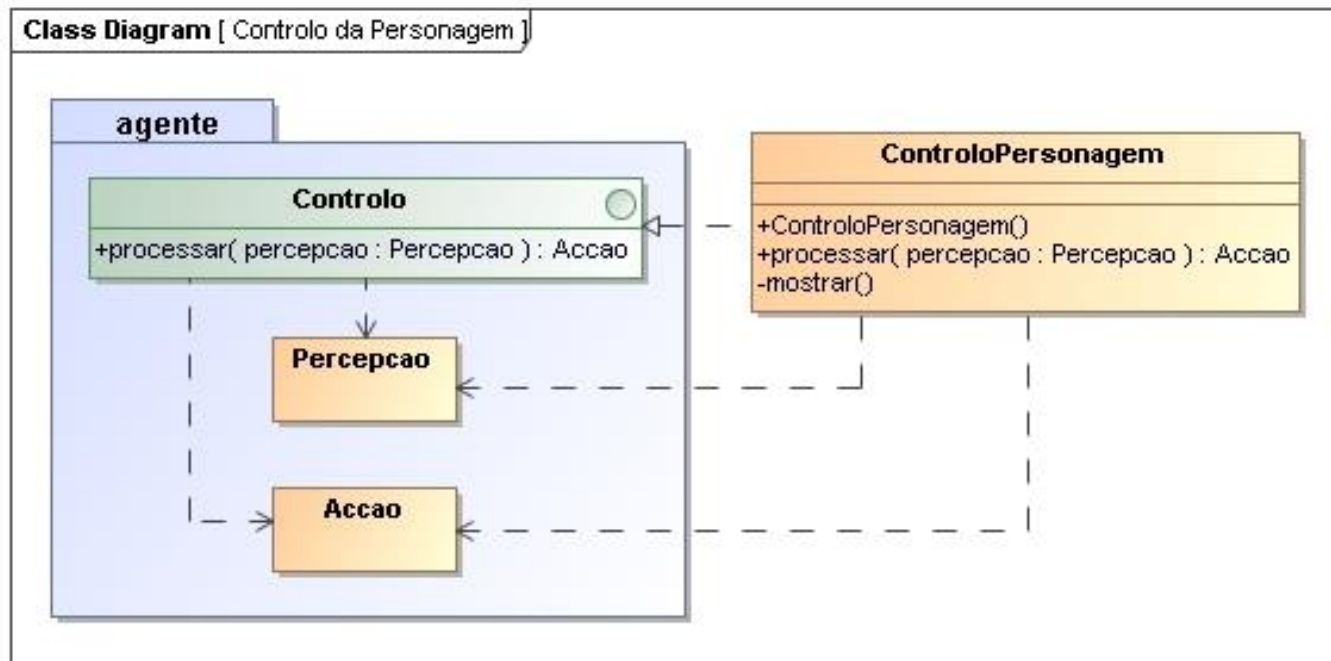 Class Diagram [ Controlo da Personagem ]
agente
Controlo
+processar( percepcao : Percepcao ) : Accao
Percepcao
Accao
ControloPersonagem
+ControloPersonagem()
+processar( percepcao : Percepcao ) : Accao
-mostrar()